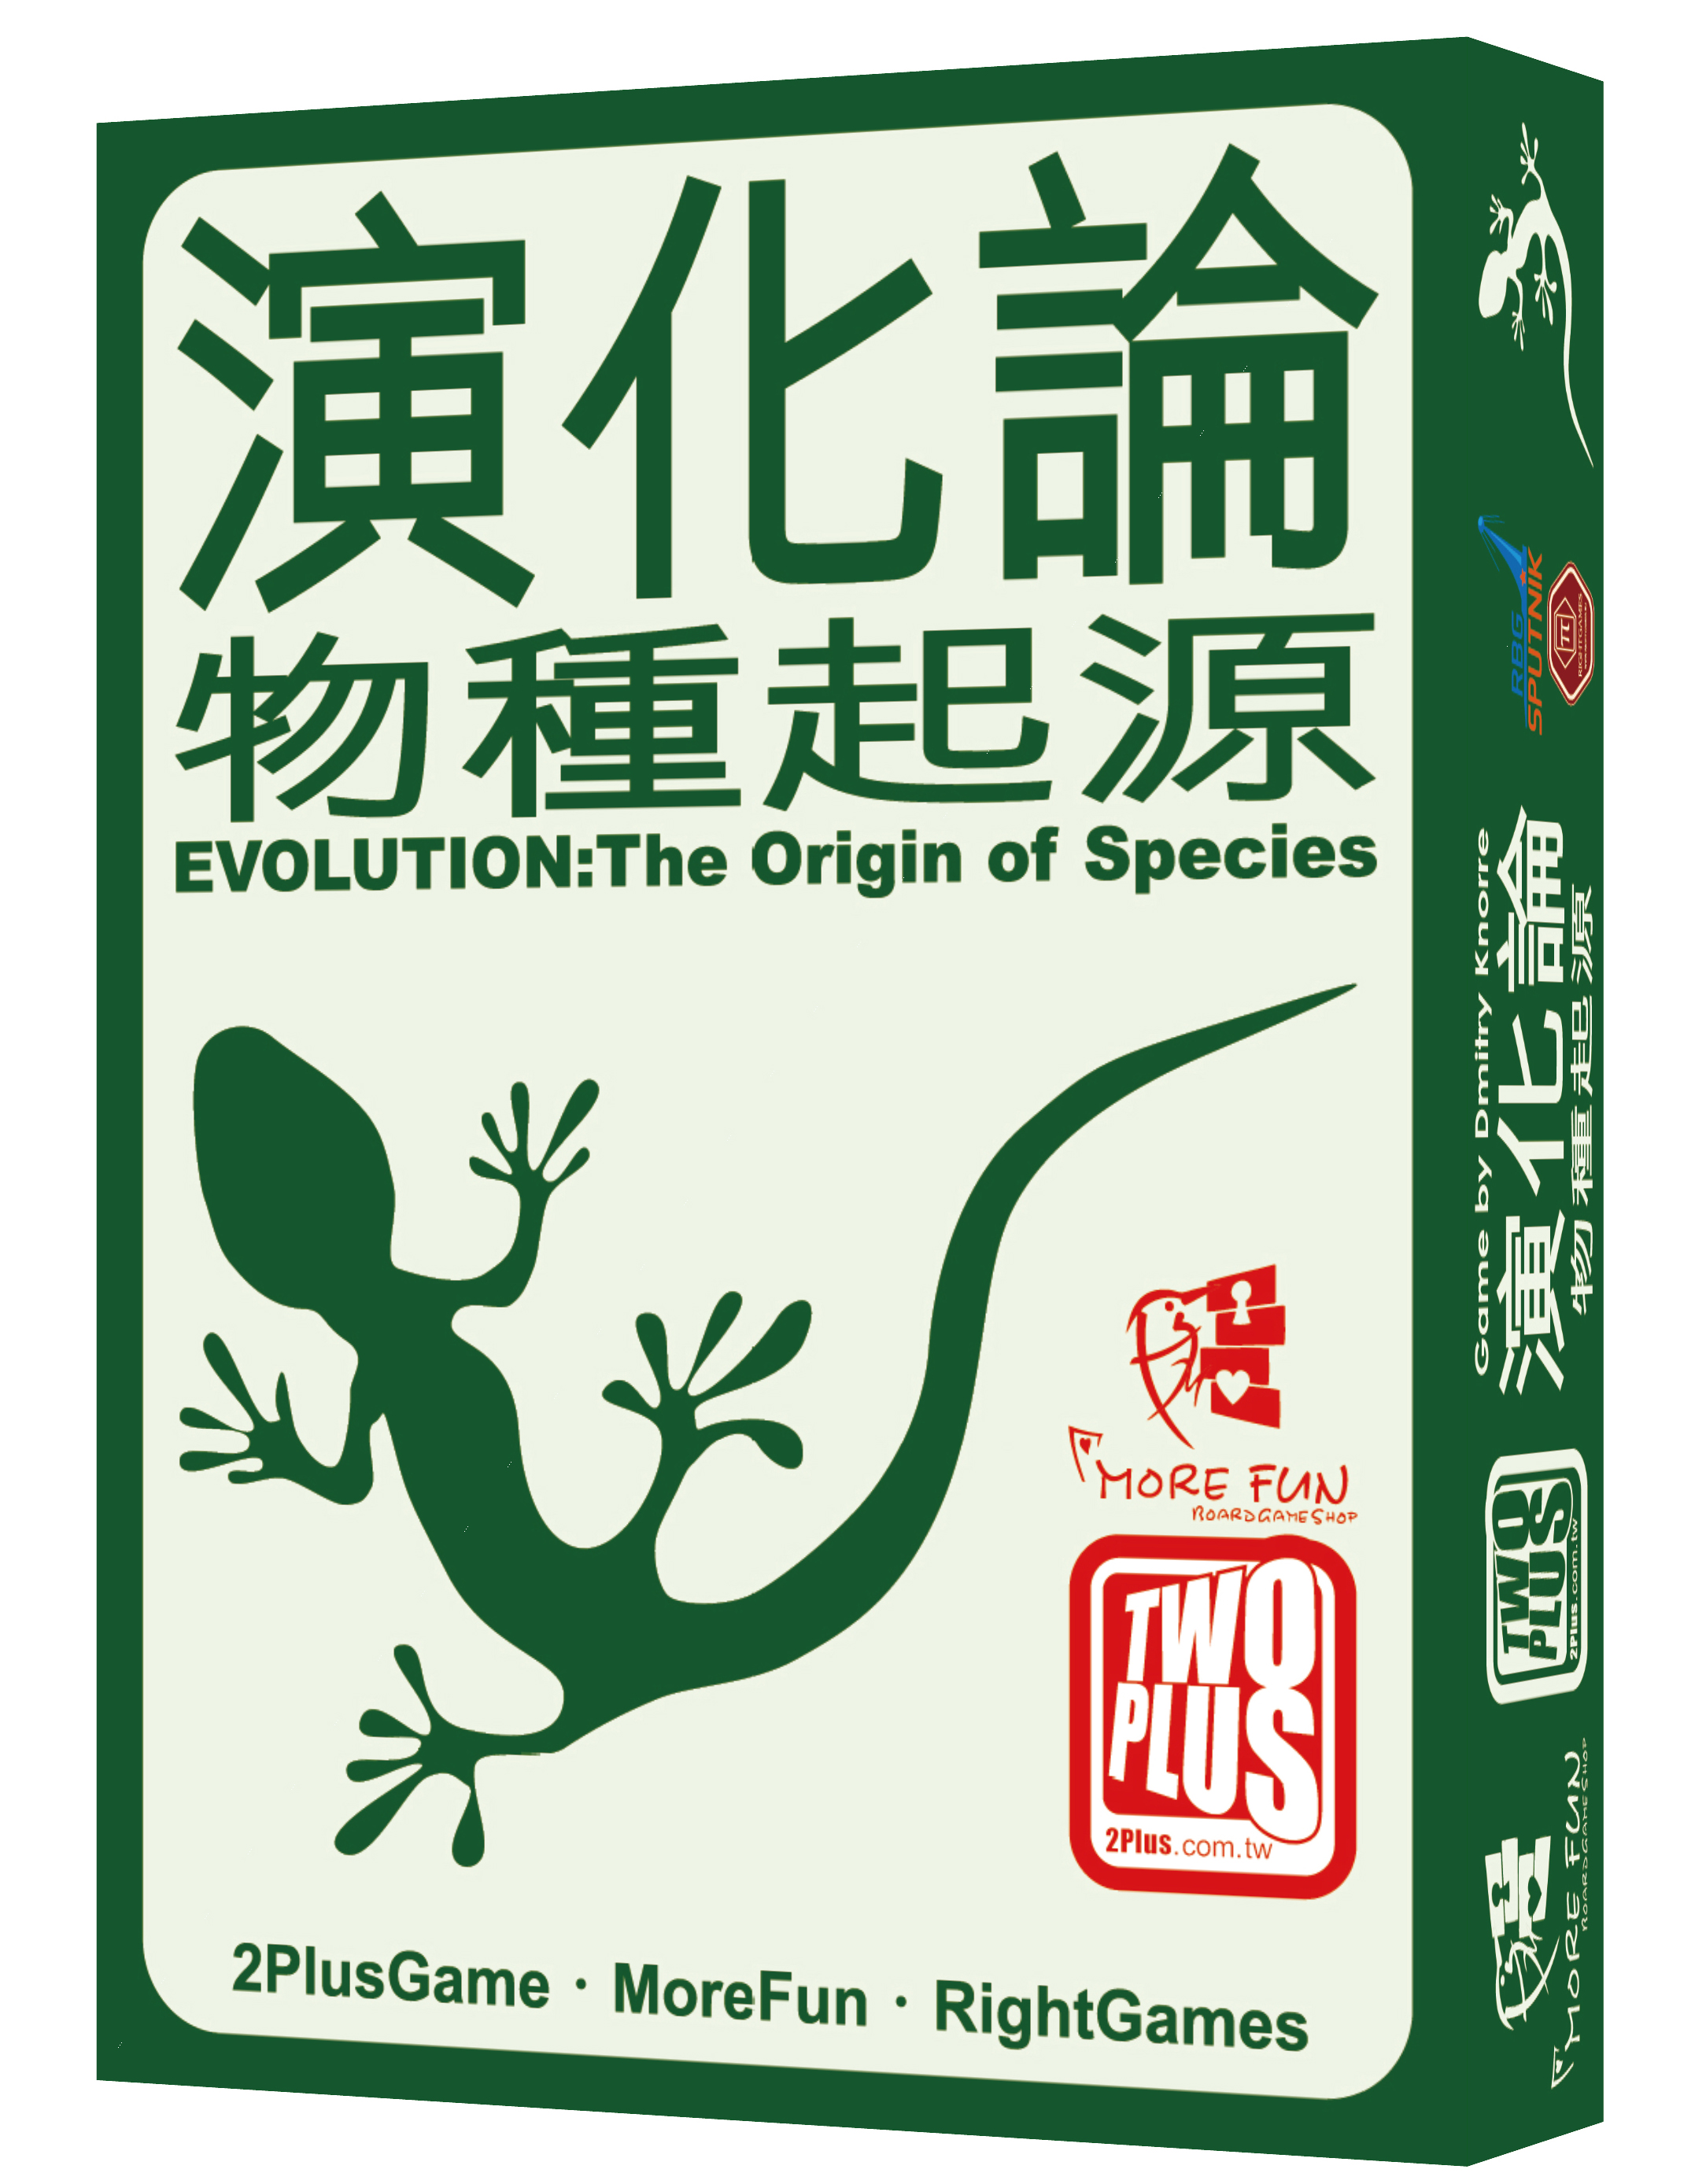 演化論
物種起源
EVOLUTION:The Origin of Species
MORE FUN
BOARDGAMESHOP
TWO
PLUS
2Plus.com.tw
2PlusGame · MoreFun · RightGames
RBG
SPUTNIK
RIGHTGAMES
Game by Dmitry Knorre
演化論
物種起源
TWO
PLUS
2Plus.com.tw
MORE FUN
BOARDGAMESHOP